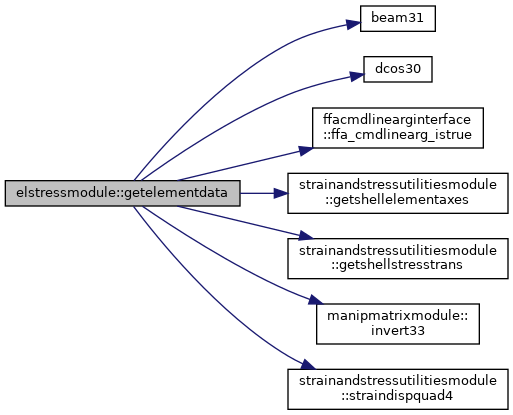 beam31
dcos30
ffacmdlinearginterface
::ffa_cmdlinearg_istrue
elstressmodule::getelementdata
strainandstressutilitiesmodule
::getshellelementaxes
strainandstressutilitiesmodule
::getshellstresstrans
manipmatrixmodule::
invert33
strainandstressutilitiesmodule
::straindispquad4